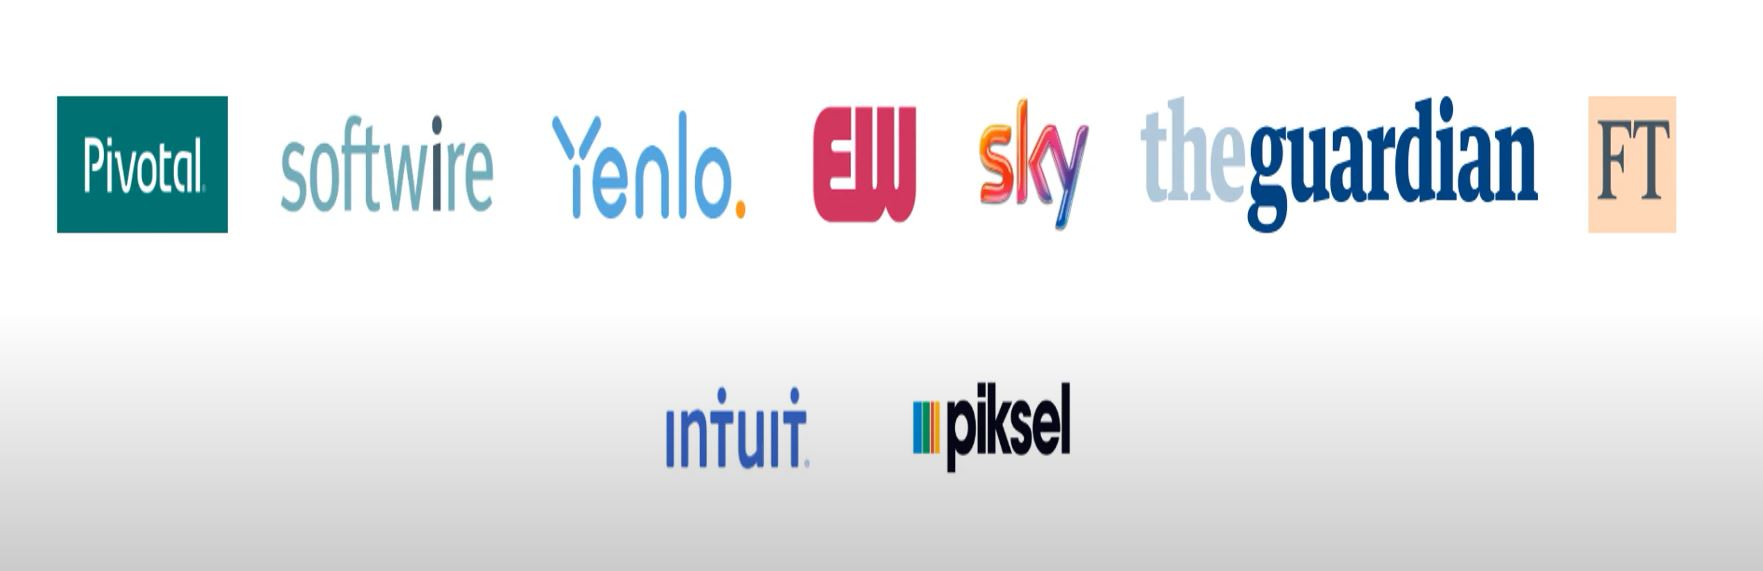 Pivotal. softwire Yenlo. EW sky theguardian FT
intuit. piksel